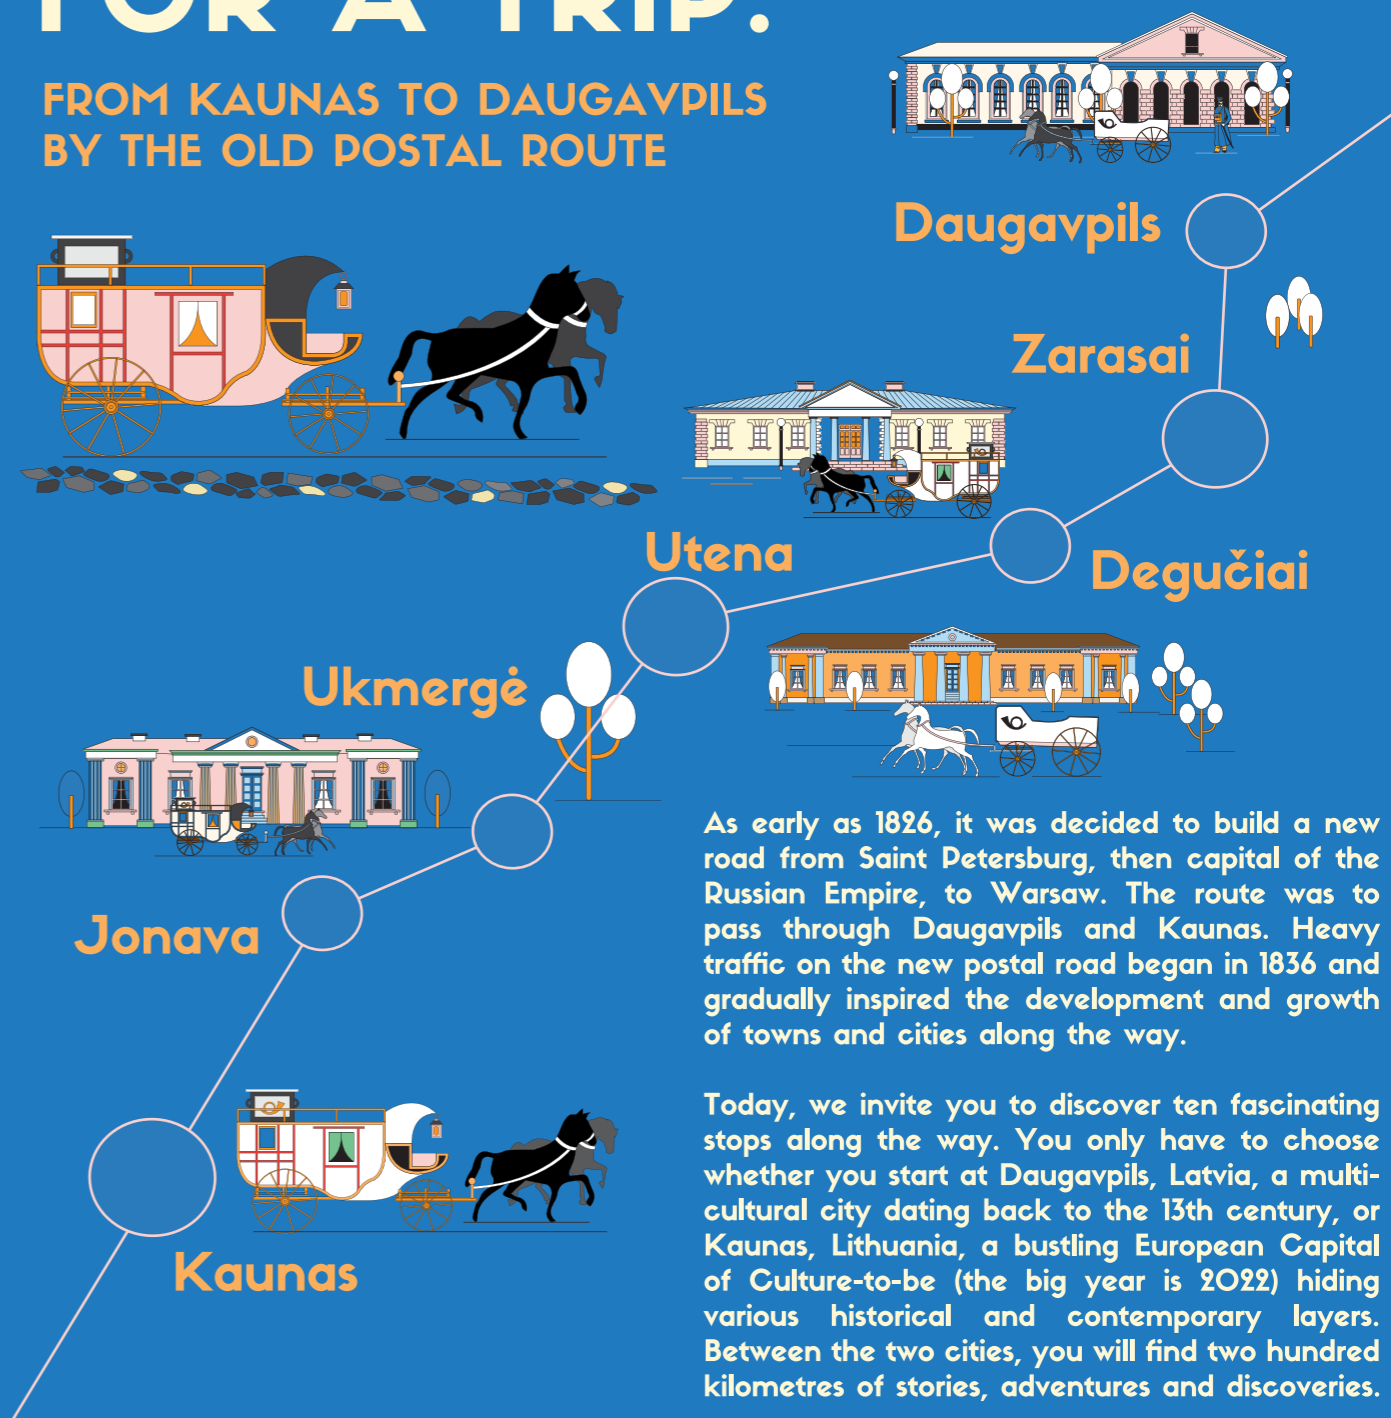 FOR A TRIP:
FROM KAUNAS TO DAUGAVPILS
BY THE OLD POSTAL ROUTE
Daugavpils
Zarasai
Utena
Degučiai
Ukmergė
Jonava
Kaunas
As early as 1826, it was decided to build a new
road from Saint Petersburg, then capital of the
Russian Empire, to Warsaw. The route was to
pass through Daugavpils and Kaunas. Heavy
traffic on the new postal road began in 1836 and
gradually inspired the development and growth
of towns and cities along the way.
Today, we invite you to discover ten fascinating
stops along the way. You only have to choose
whether you start at Daugavpils, Latvia, a multi-
cultural city dating back to the 13th century, or
Kaunas, Lithuania, a bustling European Capital
of Culture-to-be (the big year is 2022) hiding
various historical and contemporary layers.
Between the two cities, you will find two hundred
kilometres of stories, adventures and discoveries.